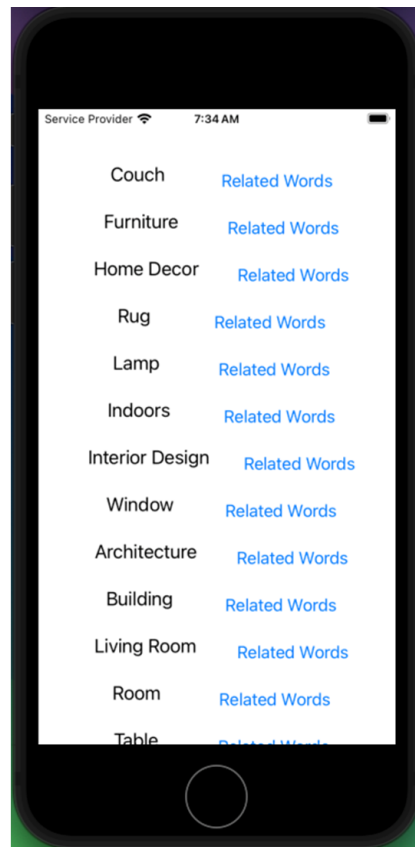 Service Provider 7:34 AM
Couch Related Words
Furniture Related Words
Home Decor Related Words
Rug Related Words
Lamp Related Words
Indoors Related Words
Interior Design Related Words
Window Related Words
Architecture Related Words
Building Related Words
Living Room Related Words
Room Related Words
Table Related Words